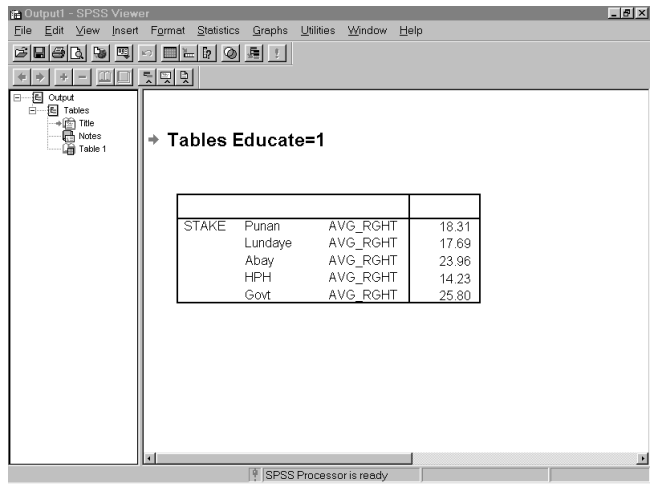 Output1 - SPSS Viewer
File Edit View Insert Format Statistics Graphs Utilities Window Help
Output
Tables
Title
Notes
Table 1
Tables Educate=1
STAKE Punan AVG_RGHT 18.31
Lundaye AVG_RGHT 17.69
Abay AVG_RGHT 23.96
HPH AVG_RGHT 14.23
Govt AVG_RGHT 25.80
SPSS Processor is ready